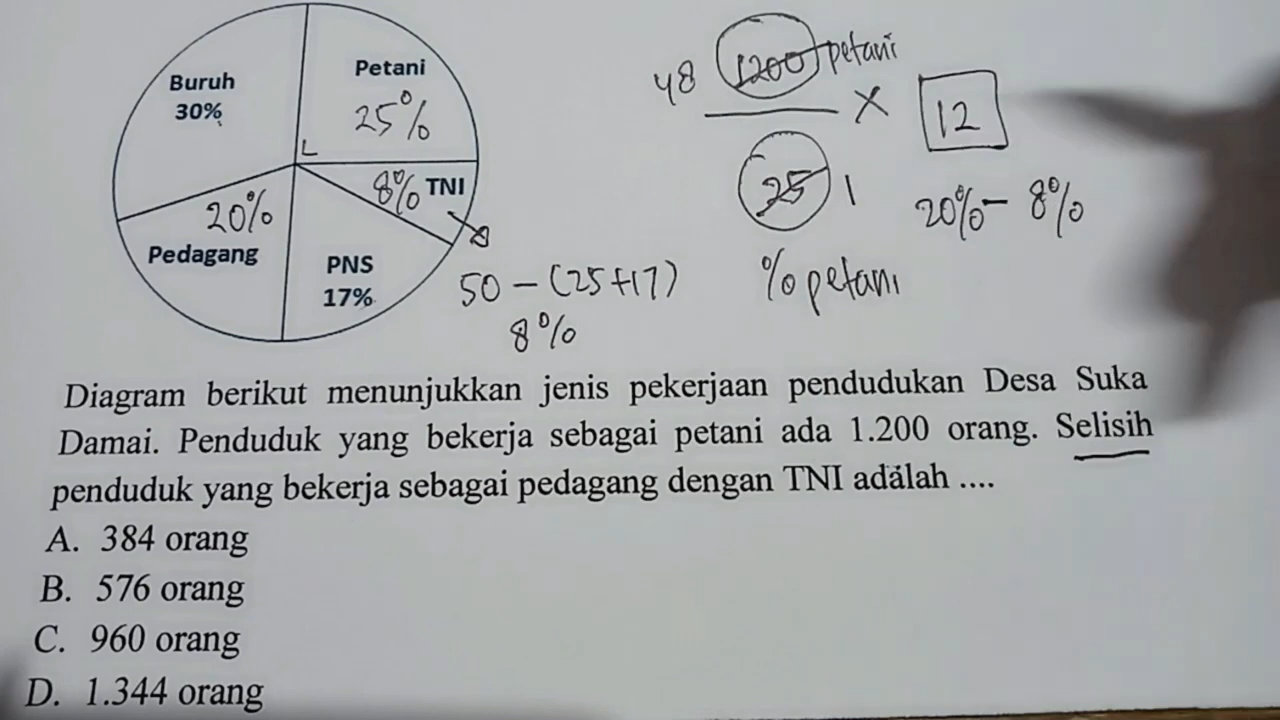 Buruh
30%
Petani
25%
8% TNI
20%
Pedagang
PNS
17%
50 - (25+17)
8%
48 1200 petani
25 1
× 12
20% - 8%
% petani
Diagram berikut menunjukkan jenis pekerjaan pendudukan Desa Suka
Damai. Penduduk yang bekerja sebagai petani ada 1.200 orang. Selisih
penduduk yang bekerja sebagai pedagang dengan TNI adalah ....
A. 384 orang
B. 576 orang
C. 960 orang
D. 1.344 orang